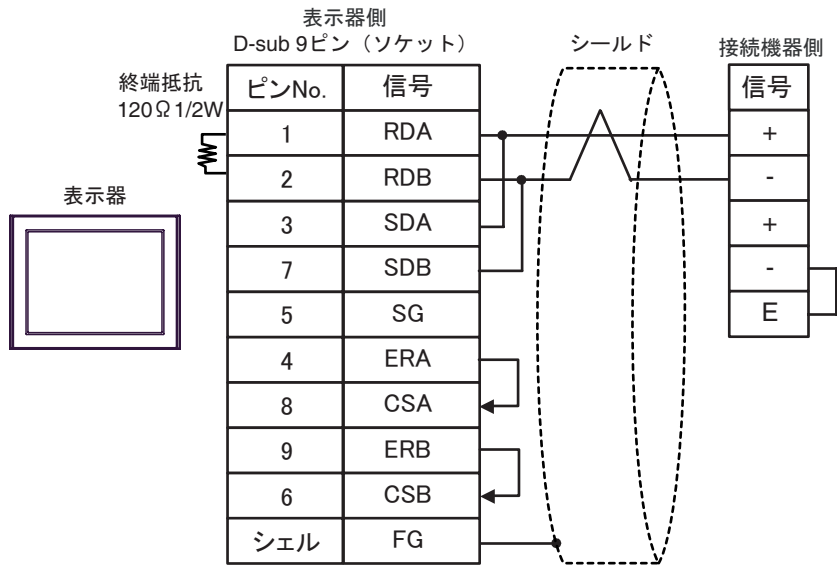 表示器側
D-sub 9ピン（ソケット）
シールド
接続機器側
終端抵抗
120Ω1/2W
表示器
ピンNo. 信号
1 RDA
2 RDB
3 SDA
7 SDB
5 SG
4 ERA
8 CSA
9 ERB
6 CSB
シェル FG
信号
+
-
+
-
E